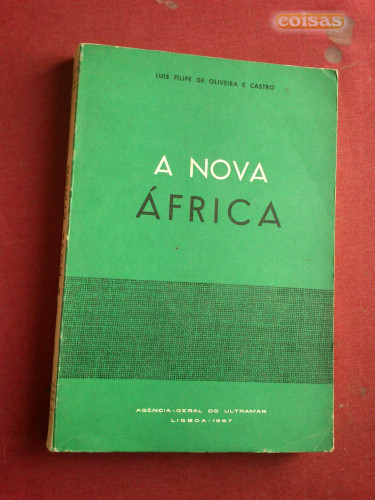 coisas
LUIS FILIPE DE OLIVEIRA E CASTRO
A NOVA
ÁFRICA
AGÊNCIA-GERAL DO ULTRAMAR
LISBOA-1967